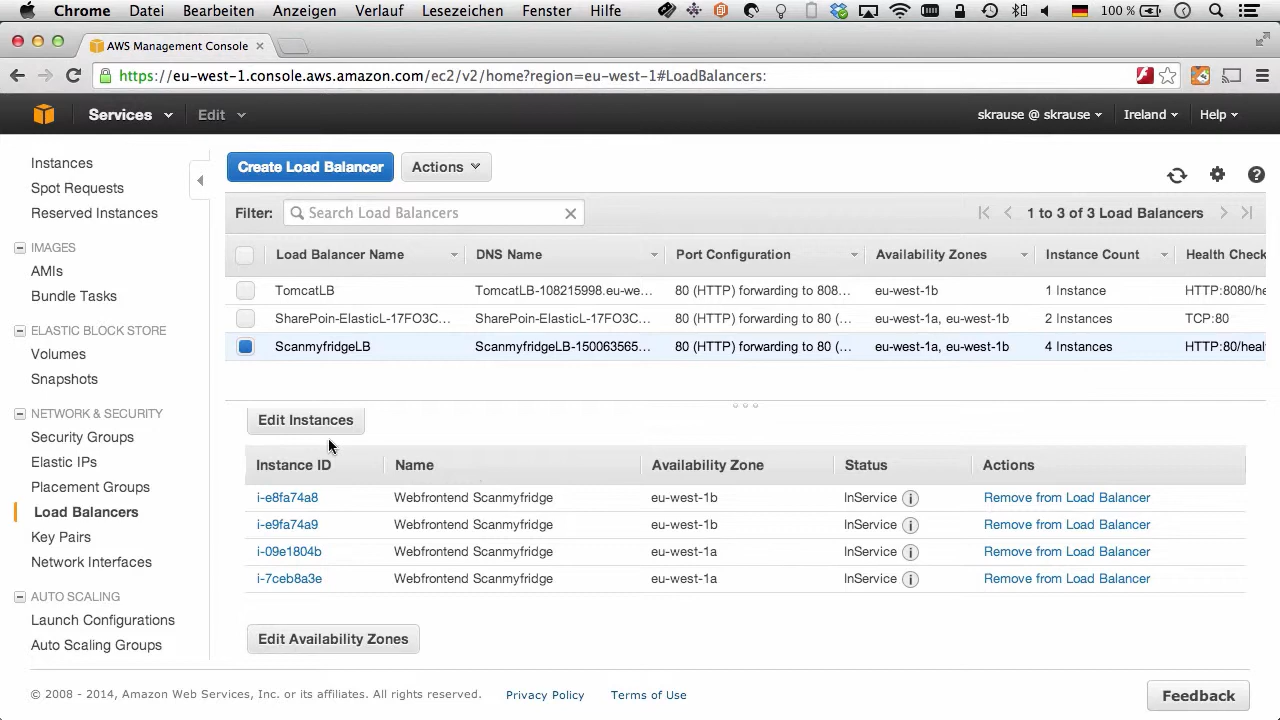 Chrome Datei Bearbeiten Anzeigen Verlauf Lesezeichen Fenster Hilfe 100 %
AWS Management Console
https://eu-west-1.console.aws.amazon.com/ec2/v2/home?region=eu-west-1#LoadBalancers:
Services Edit skrause @ skrause Ireland Help
Instances
Spot Requests
Reserved Instances
IMAGES
AMIs
Bundle Tasks
ELASTIC BLOCK STORE
Volumes
Snapshots
NETWORK & SECURITY
Security Groups
Elastic IPs
Placement Groups
Load Balancers
Key Pairs
Network Interfaces
AUTO SCALING
Launch Configurations
Auto Scaling Groups
Create Load Balancer Actions
Filter: Search Load Balancers 1 to 3 of 3 Load Balancers
Load Balancer Name DNS Name Port Configuration Availability Zones Instance Count Health Check
TomcatLB TomcatLB-108215998.eu-we... 80 (HTTP) forwarding to 808... eu-west-1b 1 Instance HTTP:8080/he
SharePoin-ElasticL-17FO3C... SharePoin-ElasticL-17FO3C... 80 (HTTP) forwarding to 80 (... eu-west-1a, eu-west-1b 2 Instances TCP:80
ScanmyfridgeLB ScanmyfridgeLB-150063565... 80 (HTTP) forwarding to 80 (... eu-west-1a, eu-west-1b 4 Instances HTTP:80/heal
Edit Instances
Instance ID Name Availability Zone Status Actions
i-e8fa74a8 Webfrontend Scanmyfridge eu-west-1b InService i Remove from Load Balancer
i-e9fa74a9 Webfrontend Scanmyfridge eu-west-1b InService i Remove from Load Balancer
i-09e1804b Webfrontend Scanmyfridge eu-west-1a InService i Remove from Load Balancer
i-7ceb8a3e Webfrontend Scanmyfridge eu-west-1a InService i Remove from Load Balancer
Edit Availability Zones
© 2008 - 2014, Amazon Web Services, Inc. or its affiliates. All rights reserved. Privacy Policy Terms of Use Feedback